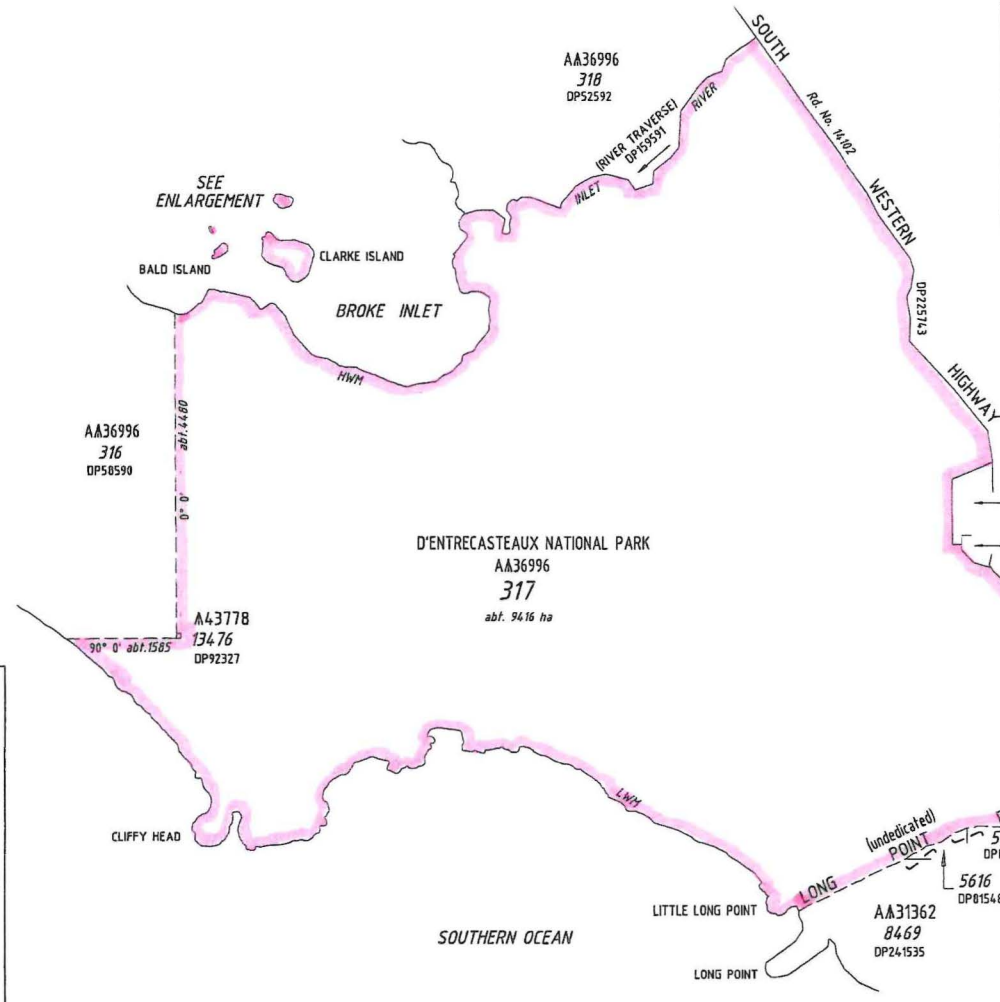 SOUTH
AA36996
318
DP52592
(RIVER TRAVERSE)
DP159591
RIVER
Rd. No. 14102
INLET
WESTERN
SEE
ENLARGEMENT
BALD ISLAND
CLARKE ISLAND
BROKE INLET
DP225743
HWM
HIGHWAY
AA36996
316
DP58590
abt.4480
0° 0'
D'ENTRECASTEAUX NATIONAL PARK
AA36996
317
abt. 9416 ha
A43778
13476
DP92327
90° 0' abt.1585
LWM
CLIFFY HEAD
(undedicated)
LONG POINT
5616
DP81548
LITTLE LONG POINT
AA31362
8469
DP241535
SOUTHERN OCEAN
LONG POINT